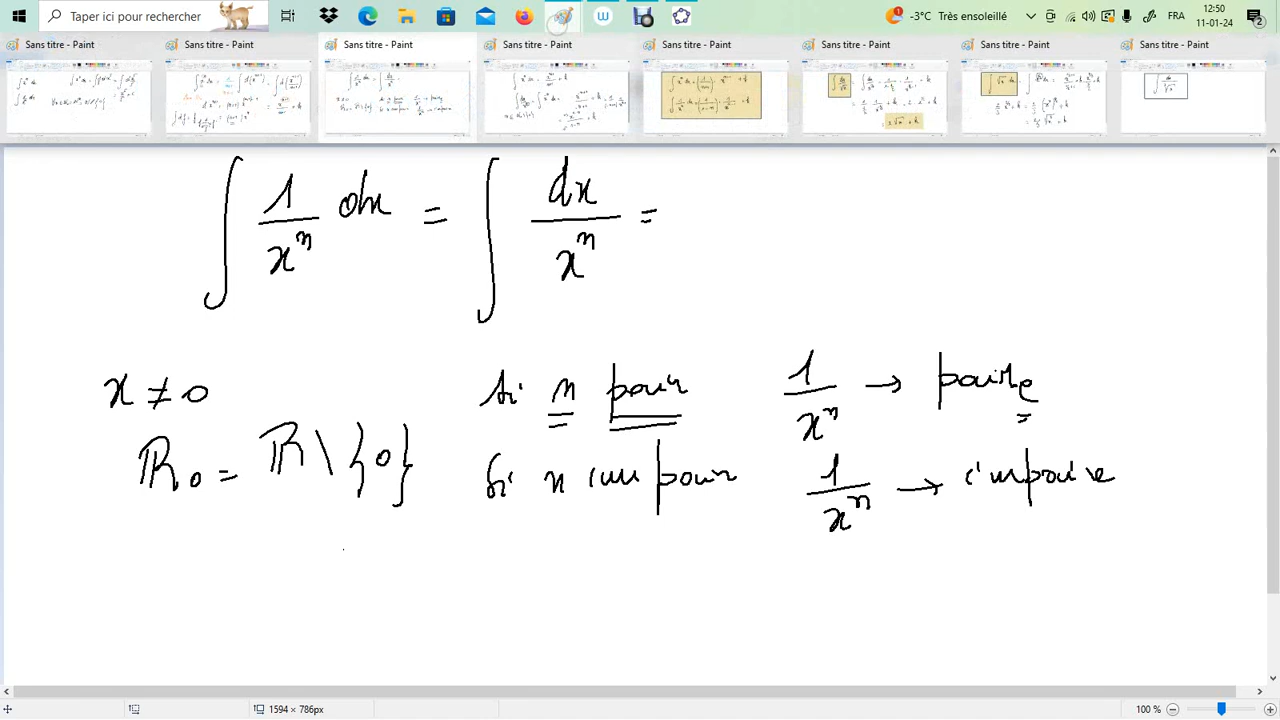 Taper ici pour rechercher
-3°C Très ensoleillé
FRA
12:50
11-01-24
2
Sans titre - Paint
Sans titre - Paint
Sans titre - Paint
Sans titre - Paint
Sans titre - Paint
Sans titre - Paint
Sans titre - Paint
Sans titre - Paint
∫ 1/xⁿ dx = ∫ dx/xⁿ =
x ≠ 0 si n pair 1/xⁿ → paire
ℝ₀ = ℝ \ {0} Si n impair 1/xⁿ → impaire
1594 × 786px
100 %